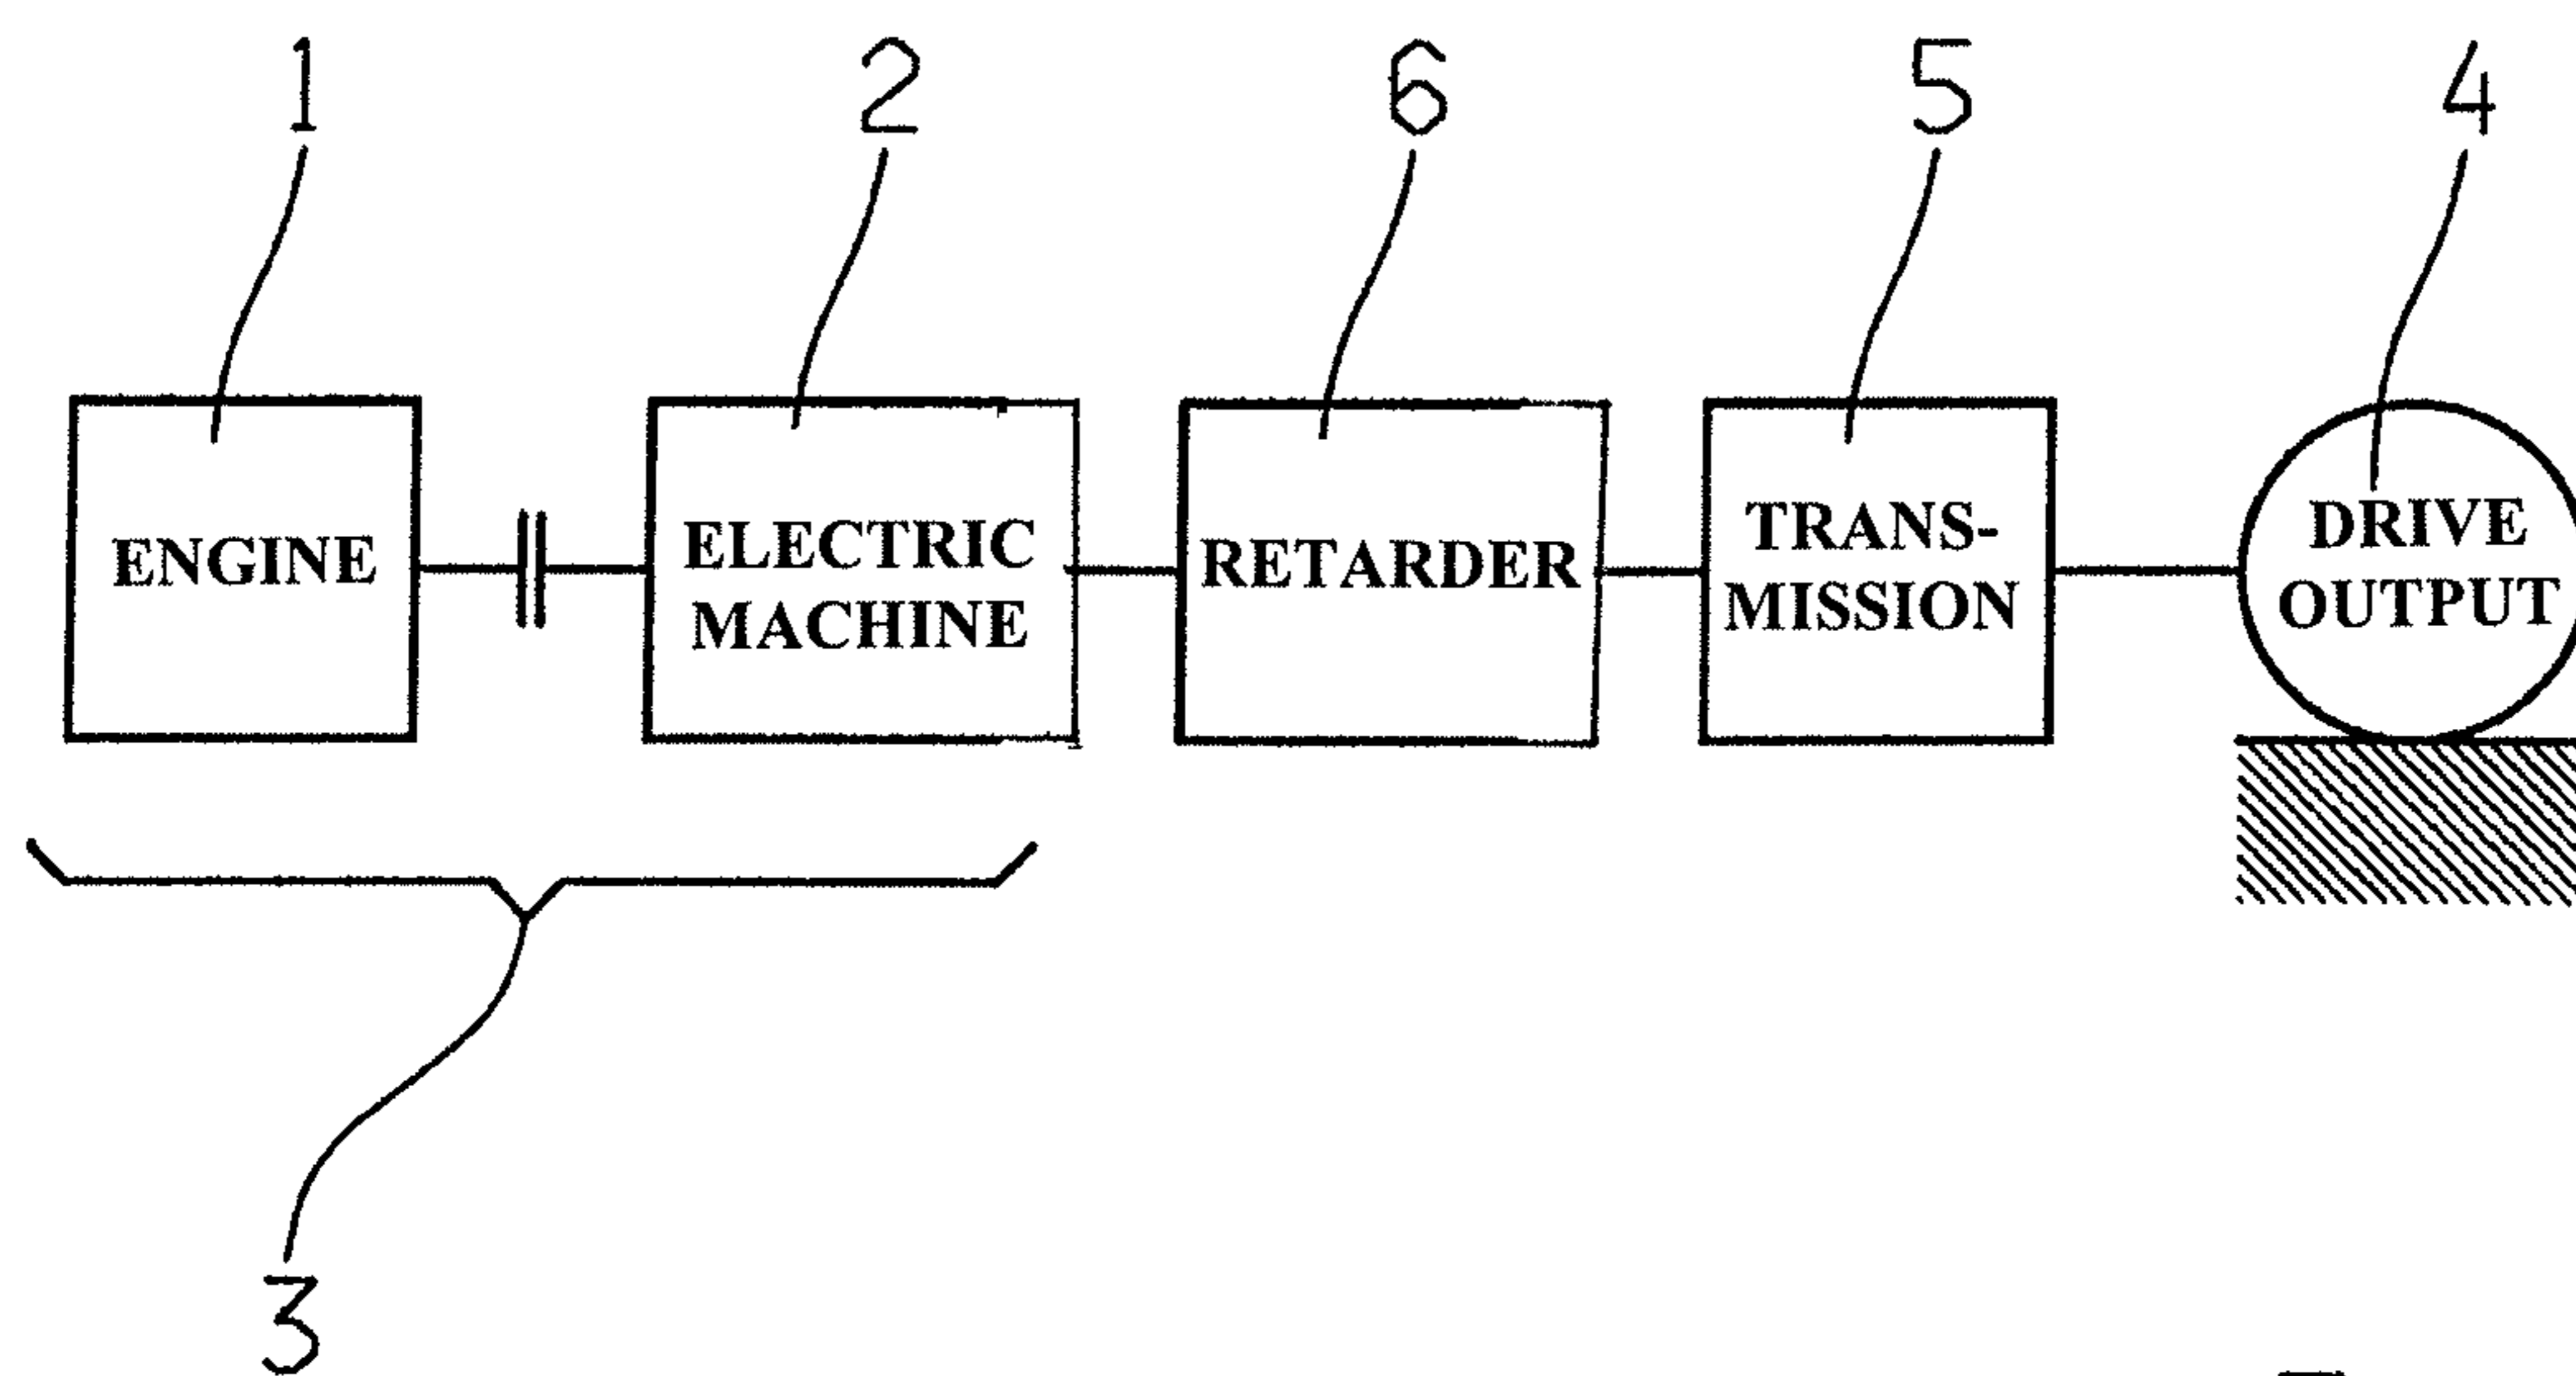 1 2 6 5 4
ENGINE
ELECTRIC
MACHINE
RETARDER
TRANS-
MISSION
DRIVE
OUTPUT
3